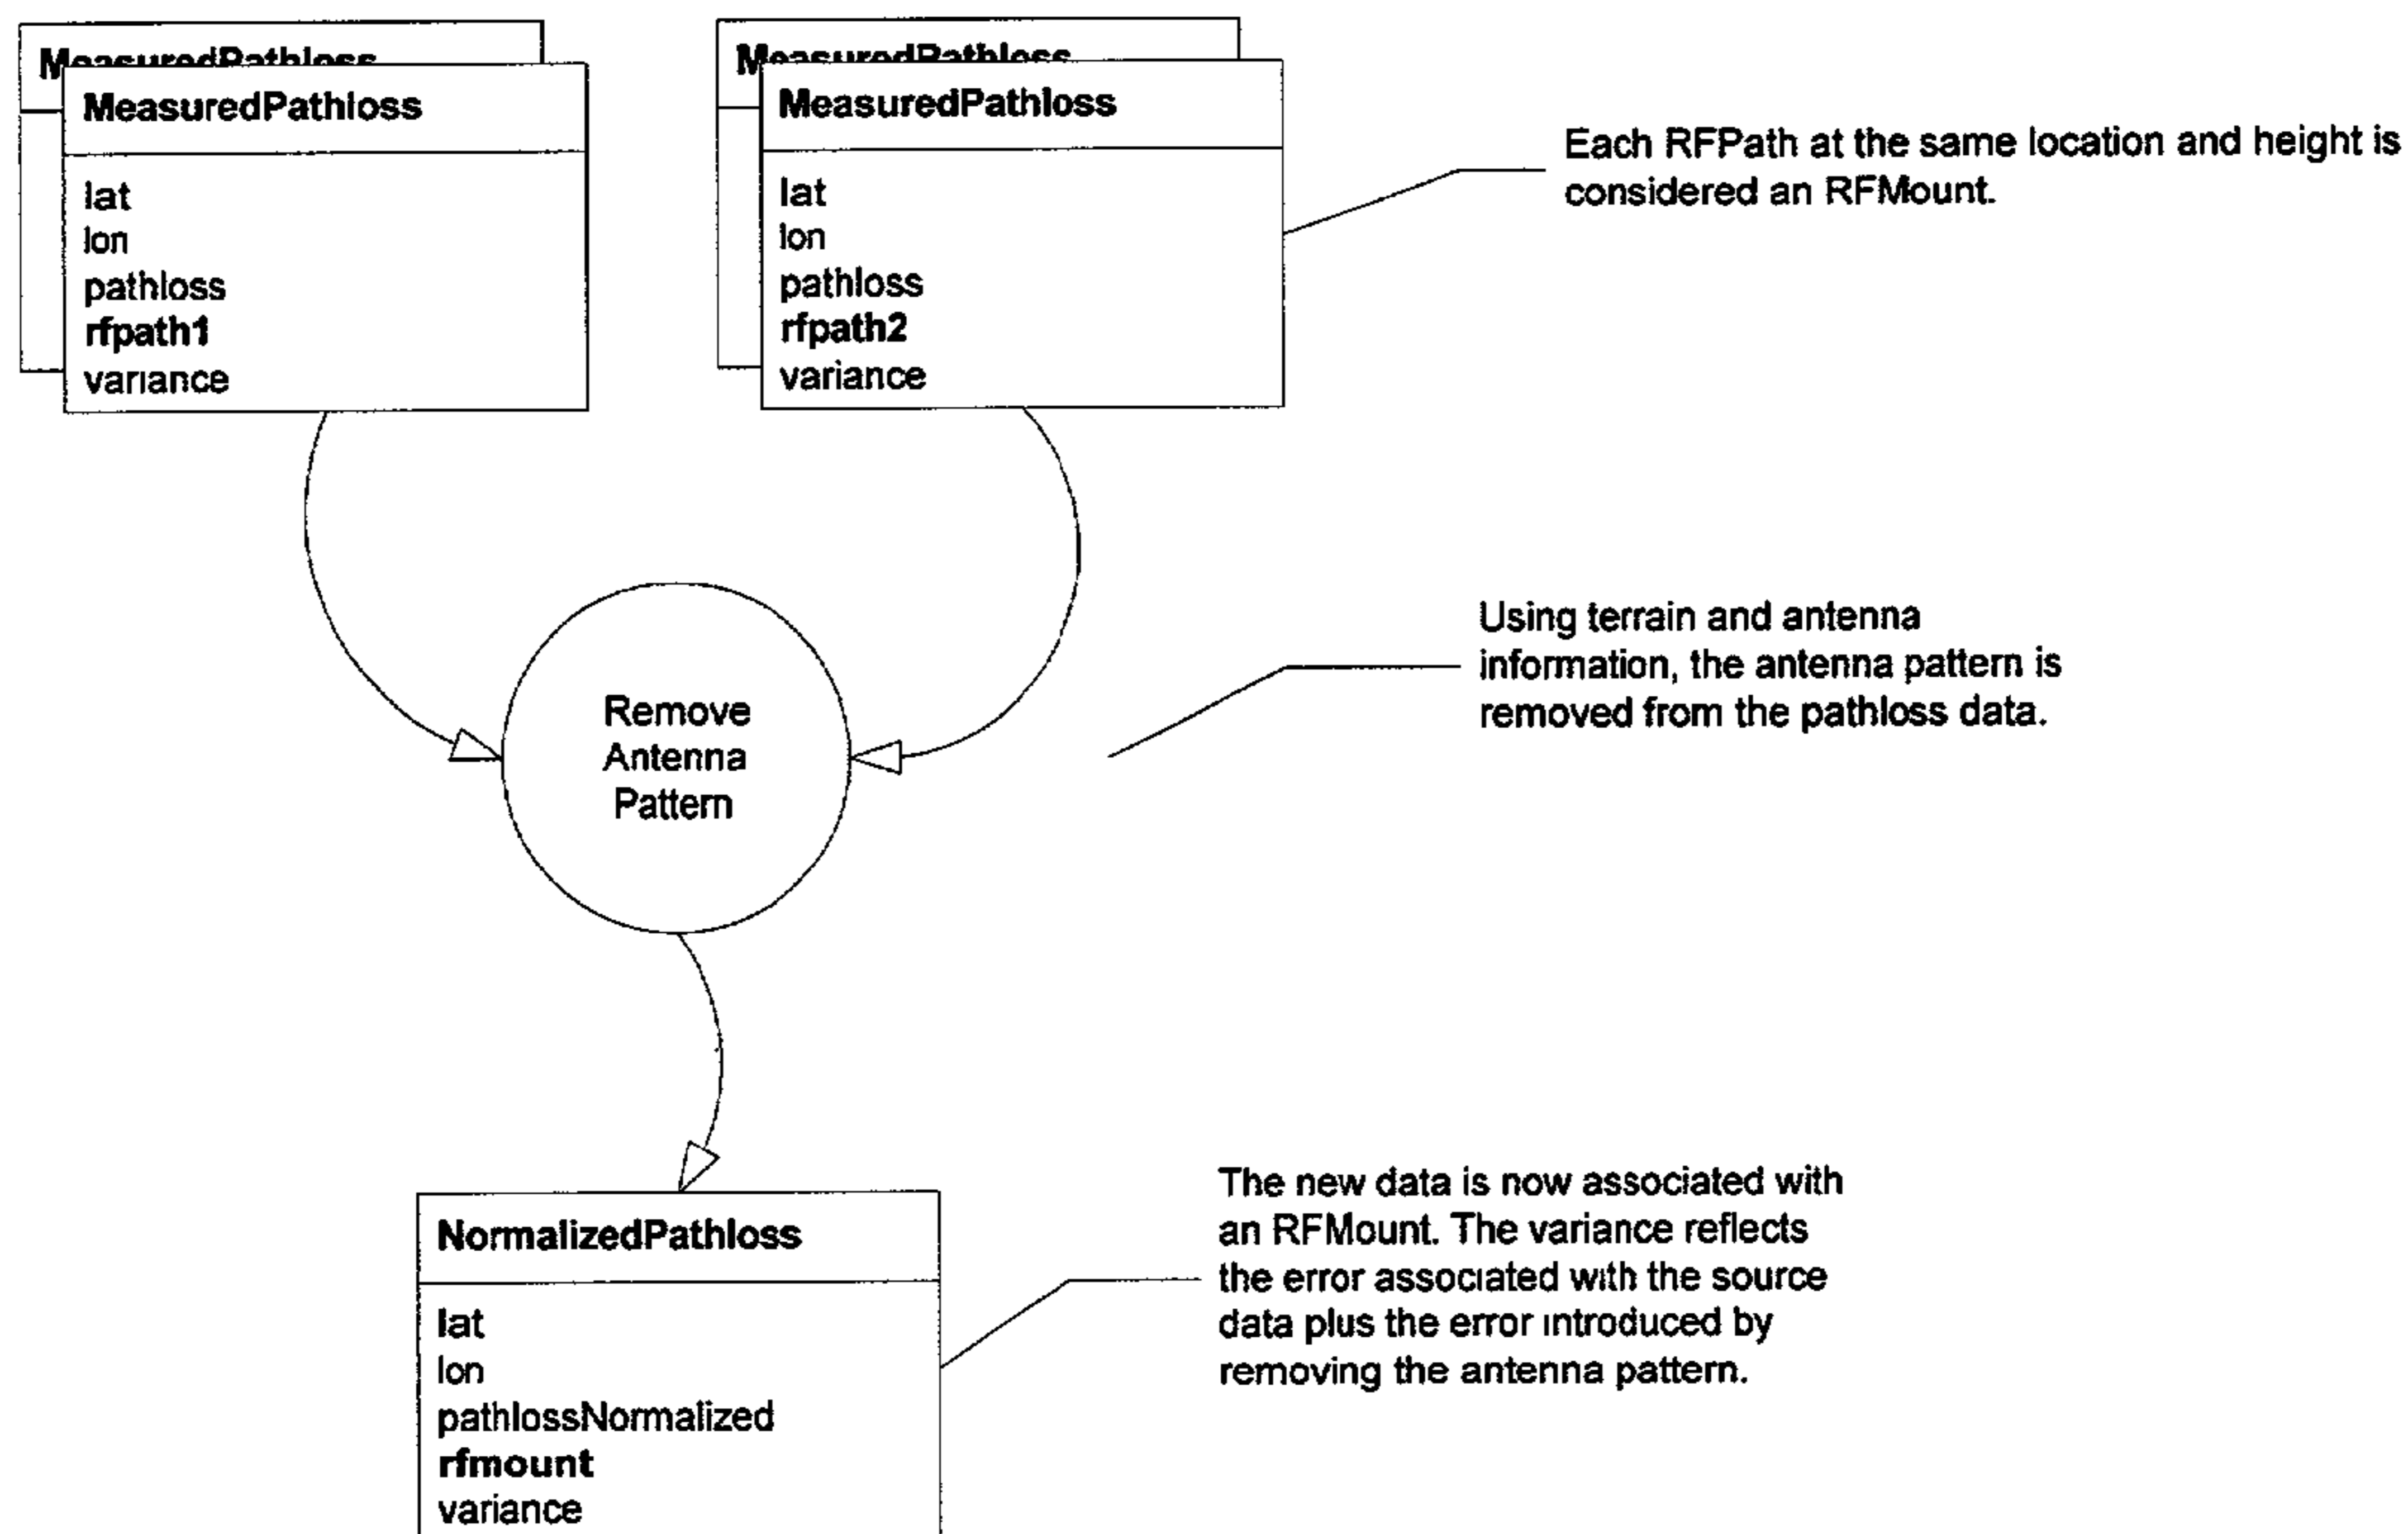 MeasuredPathloss
MeasuredPathloss
lat
lon
pathloss
rfpath1
variance
MeasuredPathloss
MeasuredPathloss
lat
lon
pathloss
rfpath2
variance
Each RFPath at the same location and height is
considered an RFMount.
Remove
Antenna
Pattern
Using terrain and antenna
information, the antenna pattern is
removed from the pathloss data.
NormalizedPathloss
lat
lon
pathlossNormalized
rfmount
variance
The new data is now associated with
an RFMount. The variance reflects
the error associated with the source
data plus the error introduced by
removing the antenna pattern.